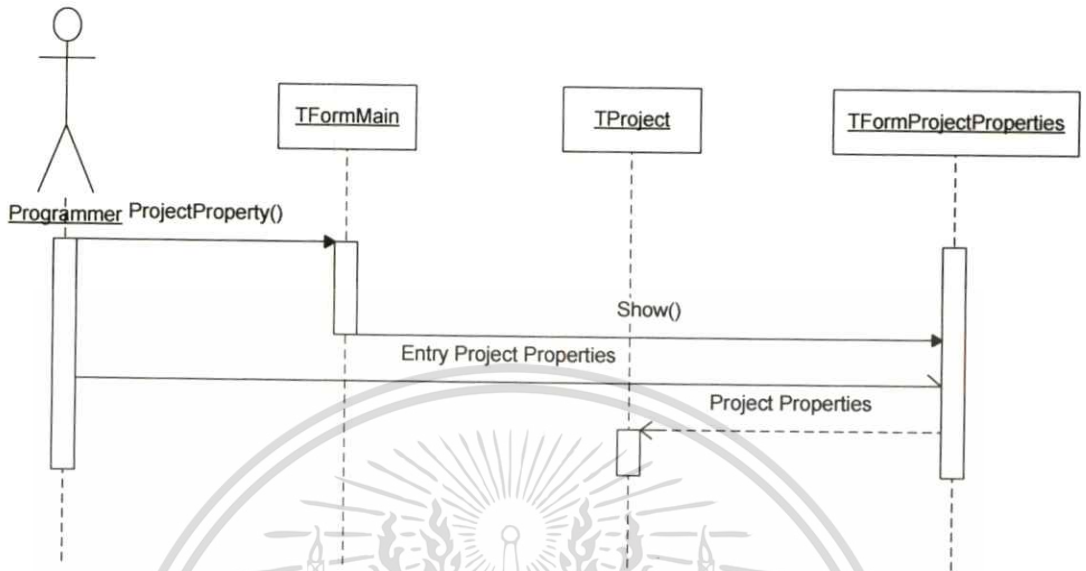 TFormMain
TProject
TFormProjectProperties
Programmer
ProjectProperty()
Show()
Entry Project Properties
Project Properties